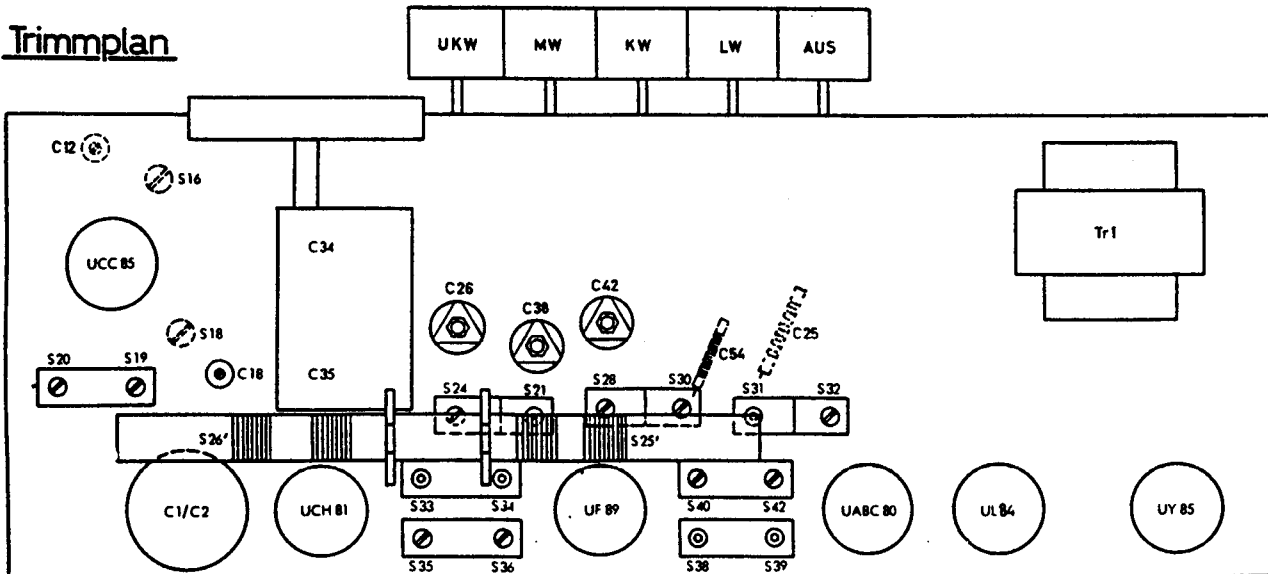 Trimmplan
UKW MW KW LW AUS
C12
S16
UCC 85
C34
Tr1
C26 C38 C42
S18
C54 C25
S20 S19
C18
C35
S24 S21 S28 S30 S31 S32
S26' S25'
C1/C2 UCH 81 UF 89 UABC 80 UL 84 UY 85
S33 S34 S40 S42
S35 S36 S38 S39